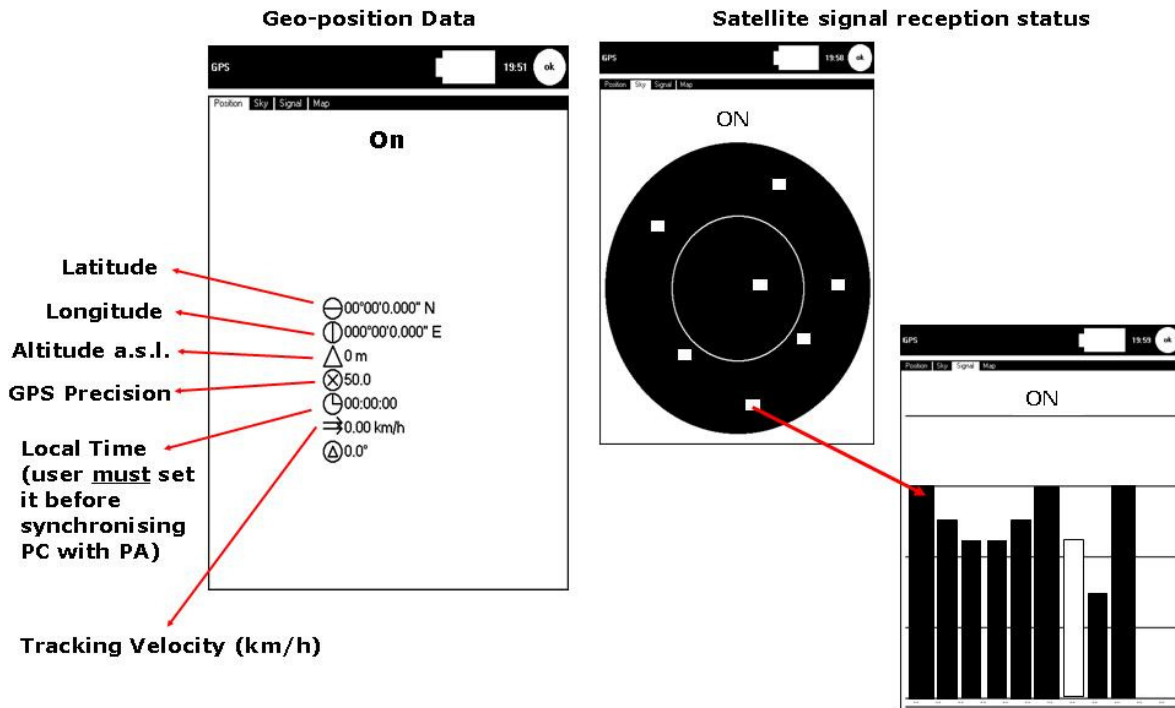 Geo-position Data
Satellite signal reception status
GPS
19:51
ok
Position Sky Signal Map
On
Latitude
Longitude
Altitude a.s.l.
GPS Precision
Local Time
(user must set
it before
synchronising
PC with PA)
Tracking Velocity (km/h)
00°00'0.000" N
000°00'0.000" E
0 m
50.0
00:00:00
0.00 km/h
0.0°
GPS
19:58
ok
Position Sky Signal Map
ON
GPS
19:59
ok
Position Sky Signal Map
ON